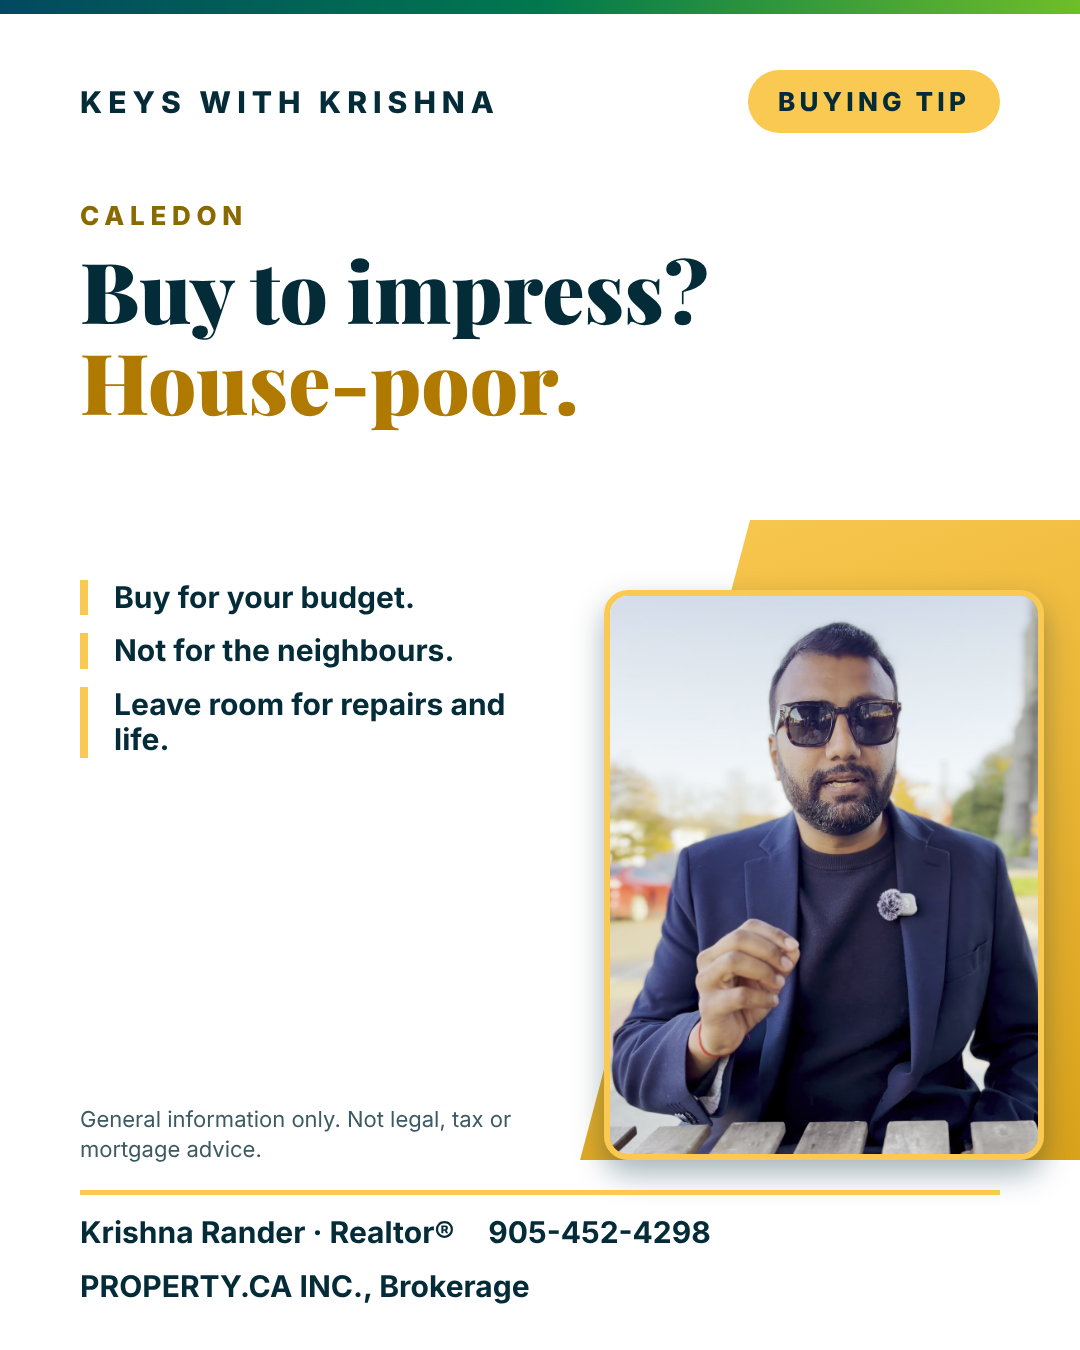 KEYS WITH KRISHNA
BUYING TIP
CALEDON
Buy to impress?
House-poor.
Buy for your budget.
Not for the neighbours.
Leave room for repairs and
life.
General information only. Not legal, tax or
mortgage advice.
Krishna Rander · Realtor® 905-452-4298
PROPERTY.CA INC., Brokerage